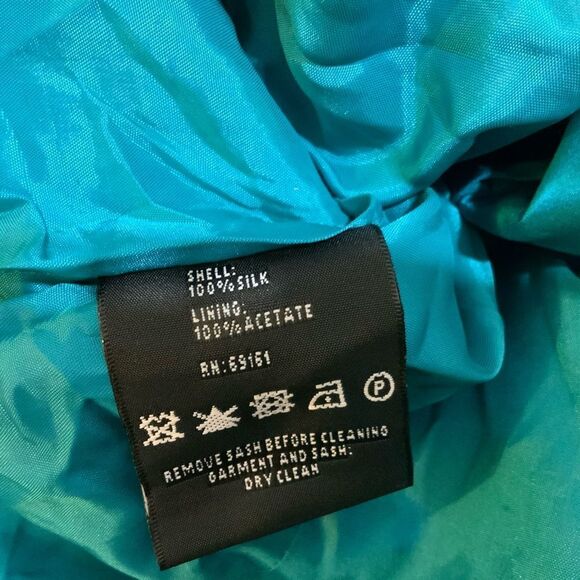 SHELL:
100% SILK
LINING:
100% ACETATE
RN: 69161
P
REMOVE SASH BEFORE CLEANING
GARMENT AND SASH:
DRY CLEAN